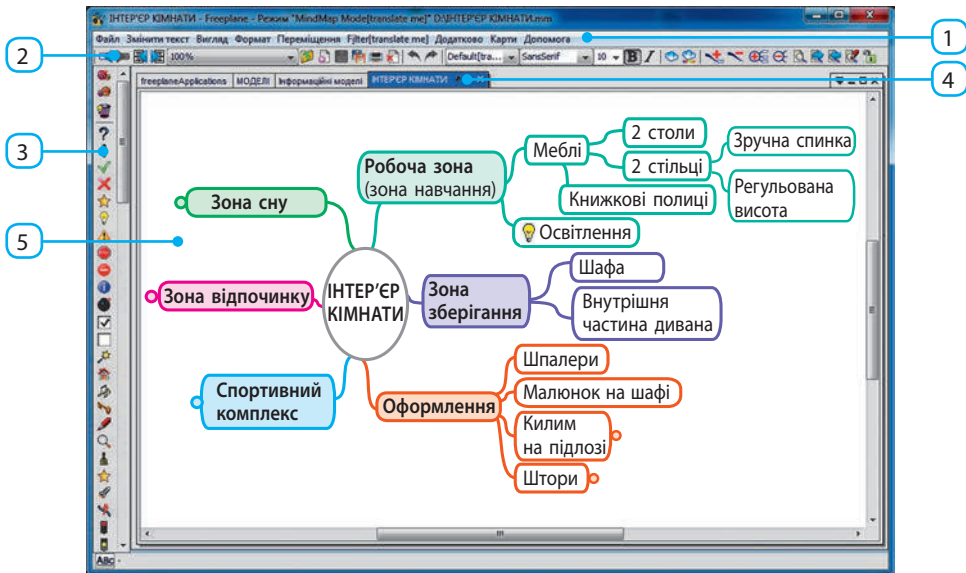 ІНТЕР'ЄР КІМНАТИ - Freeplane - Режим "MindMap Mode[translate me]" D:\ІНТЕР'ЄР КІМНАТИ.mm
Файл Змінити текст Вигляд Формат Переміщення Filter[translate me] Додатково Карти Допомога
1
2
100%
Default[tra...
SansSerif
10
B
I
freeplaneApplications
МОДЕЛІ
Інформаційні моделі
ІНТЕР'ЄР КІМНАТИ
4
3
5
Зона сну
Зона відпочинку
Спортивний
комплекс
ІНТЕР’ЄР
КІМНАТИ
Робоча зона
(зона навчання)
Меблі
2 столи
2 стільці
Зручна спинка
Регульована
висота
Книжкові полиці
Освітлення
Зона
зберігання
Шафа
Внутрішня
частина дивана
Оформлення
Шпалери
Малюнок на шафі
Килим
на підлозі
Штори
ABc